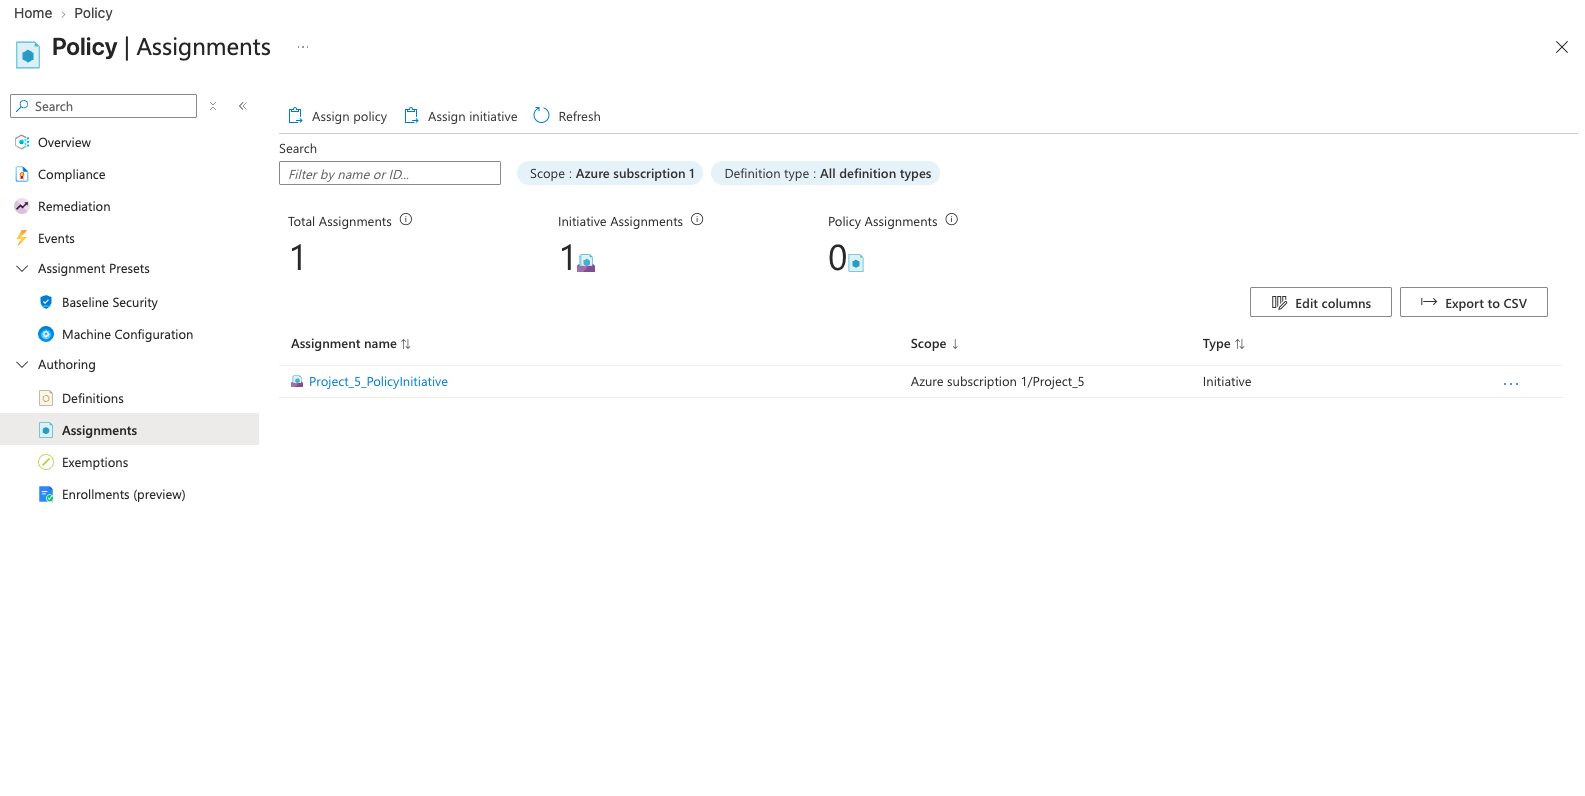 Home › Policy
Policy | Assignments ...
Search
Overview
Compliance
Remediation
Events
Assignment Presets
Baseline Security
Machine Configuration
Authoring
Definitions
Assignments
Exemptions
Enrollments (preview)
Assign policy Assign initiative Refresh
Search
Filter by name or ID...
Scope : Azure subscription 1 Definition type : All definition types
Total Assignments Initiative Assignments Policy Assignments
1 1 0
Edit columns Export to CSV
Assignment name Scope Type
Project_5_PolicyInitiative Azure subscription 1/Project_5 Initiative ...